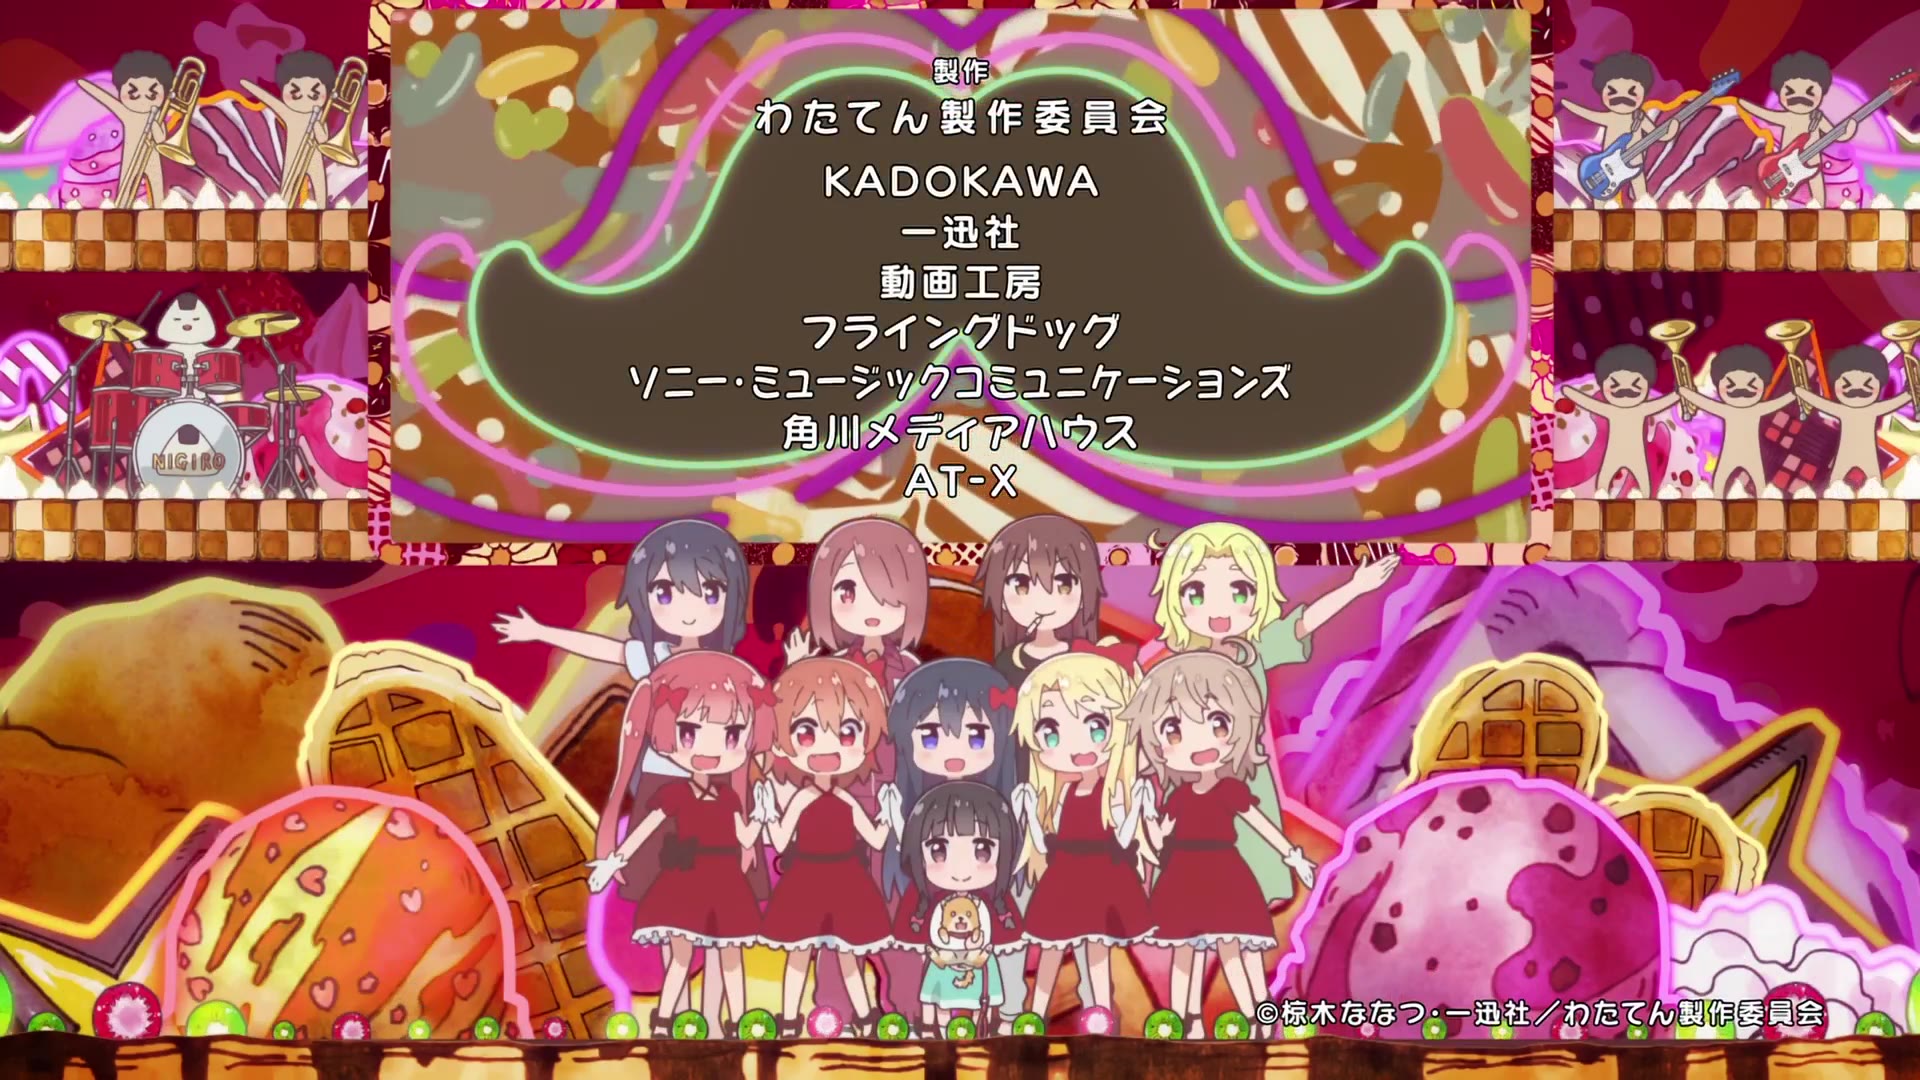 製作
わたてん製作委員会
KADOKAWA
一迅社
動画工房
フライングドッグ
ソニー・ミュージックコミュニケーションズ
角川メディアハウス
AT-X
NIGIRO
©椋木ななつ・一迅社／わたてん製作委員会